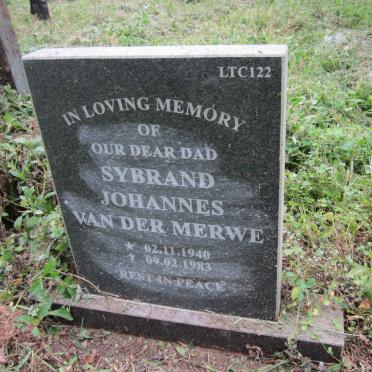 LTC122
IN LOVING MEMORY
OF
OUR DEAR DAD
SYBRAND
JOHANNES
VAN DER MERWE
★ 02.11.1940
✝ 09.02.1983
REST IN PEACE